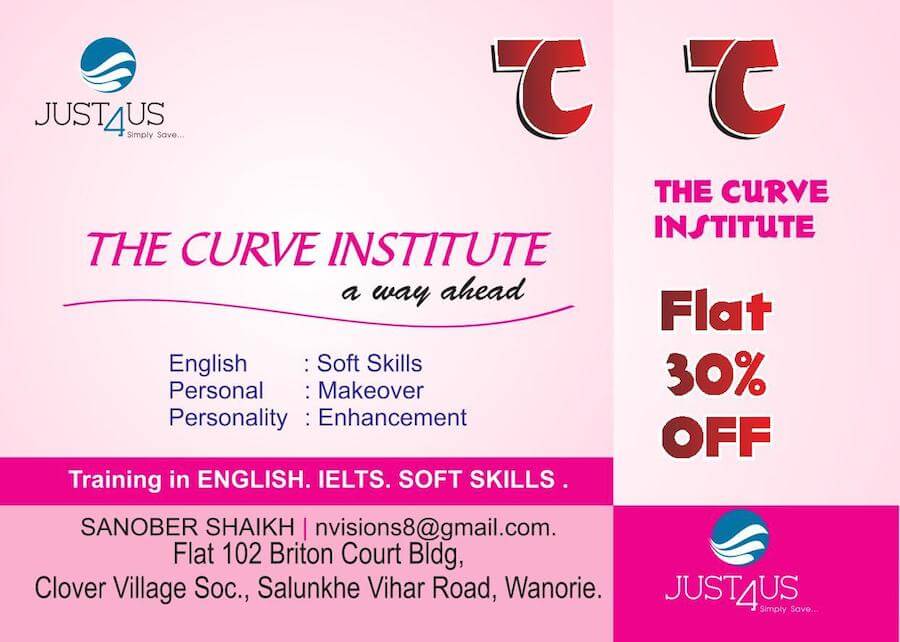 JUST4US
Simply Save...
TC
THE CURVE INSTITUTE
a way ahead
English : Soft Skills
Personal : Makeover
Personality : Enhancement
Training in ENGLISH. IELTS. SOFT SKILLS .
SANOBER SHAIKH | nvisions8@gmail.com.
Flat 102 Briton Court Bldg,
Clover Village Soc., Salunkhe Vihar Road, Wanorie.
TC
THE CURVE
INSTITUTE
Flat
30%
OFF
JUST4US
Simply Save...